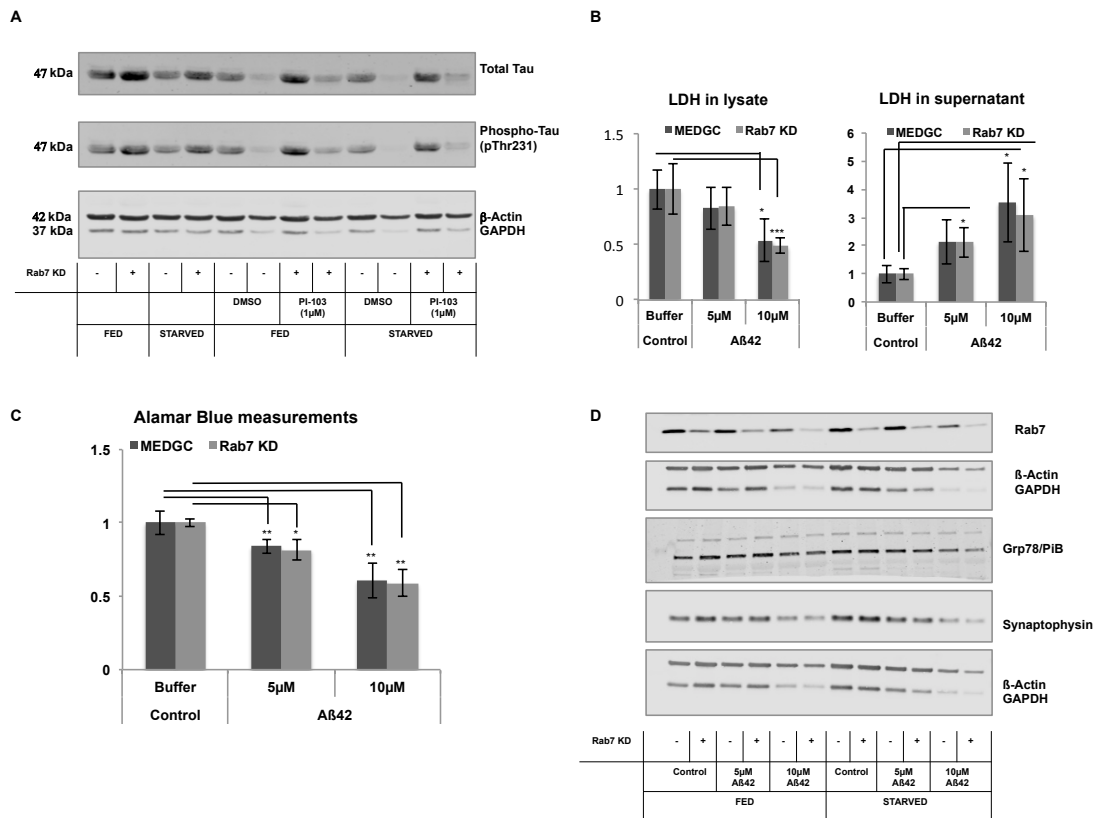 A
47 kDa
Total Tau
47 kDa
Phospho-Tau
(pThr231)
42 kDa
37 kDa
β-Actin
GAPDH
Rab7 KD - + - + - - + + - - + +
DMSO PI-103 DMSO PI-103
(1µM) (1µM)
FED STARVED FED STARVED
B
LDH in lysate
MEDGC Rab7 KD
1.5
1
0.5
0
*
* ***
Buffer 5µM 10µM
Control Aß42
LDH in supernatant
MEDGC Rab7 KD
6
5
4
3
2
1
0
*
*
*
Buffer 5µM 10µM
Control Aß42
C
Alamar Blue measurements
MEDGC Rab7 KD
1.5
1
0.5
0
** *
** **
Buffer 5µM 10µM
Control Aß42
D
Rab7
ß-Actin
GAPDH
Grp78/PiB
Synaptophysin
ß-Actin
GAPDH
Rab7 KD - + - + - + - + - + - +
Control 5µM 10µM Control 5µM 10µM
Aß42 Aß42 Aß42 Aß42
FED STARVED